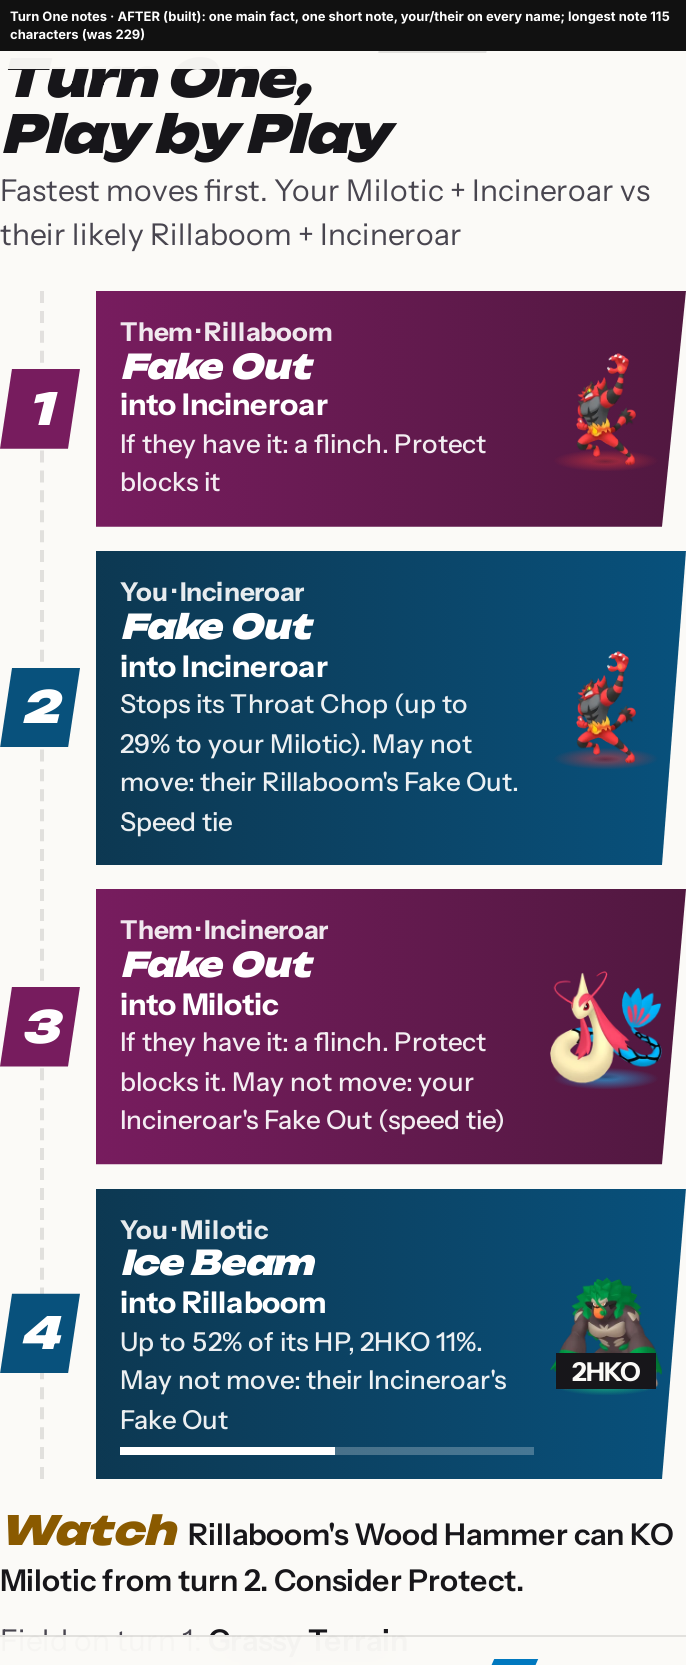 Turn One notes · AFTER (built): one main fact, one short note, your/their on every name; longest note 115
characters (was 229)
Turn One,
Play by Play
Fastest moves first. Your Milotic + Incineroar vs
their likely Rillaboom + Incineroar
1
Them · Rillaboom
Fake Out
into Incineroar
If they have it: a flinch. Protect
blocks it
2
You · Incineroar
Fake Out
into Incineroar
Stops its Throat Chop (up to
29% to your Milotic). May not
move: their Rillaboom's Fake Out.
Speed tie
3
Them · Incineroar
Fake Out
into Milotic
If they have it: a flinch. Protect
blocks it. May not move: your
Incineroar's Fake Out (speed tie)
4
You · Milotic
Ice Beam
into Rillaboom
Up to 52% of its HP, 2HKO 11%.
May not move: their Incineroar's
Fake Out
2HKO
Watch Rillaboom's Wood Hammer can KO
Milotic from turn 2. Consider Protect.
Field on turn 1: Grassy Terrain